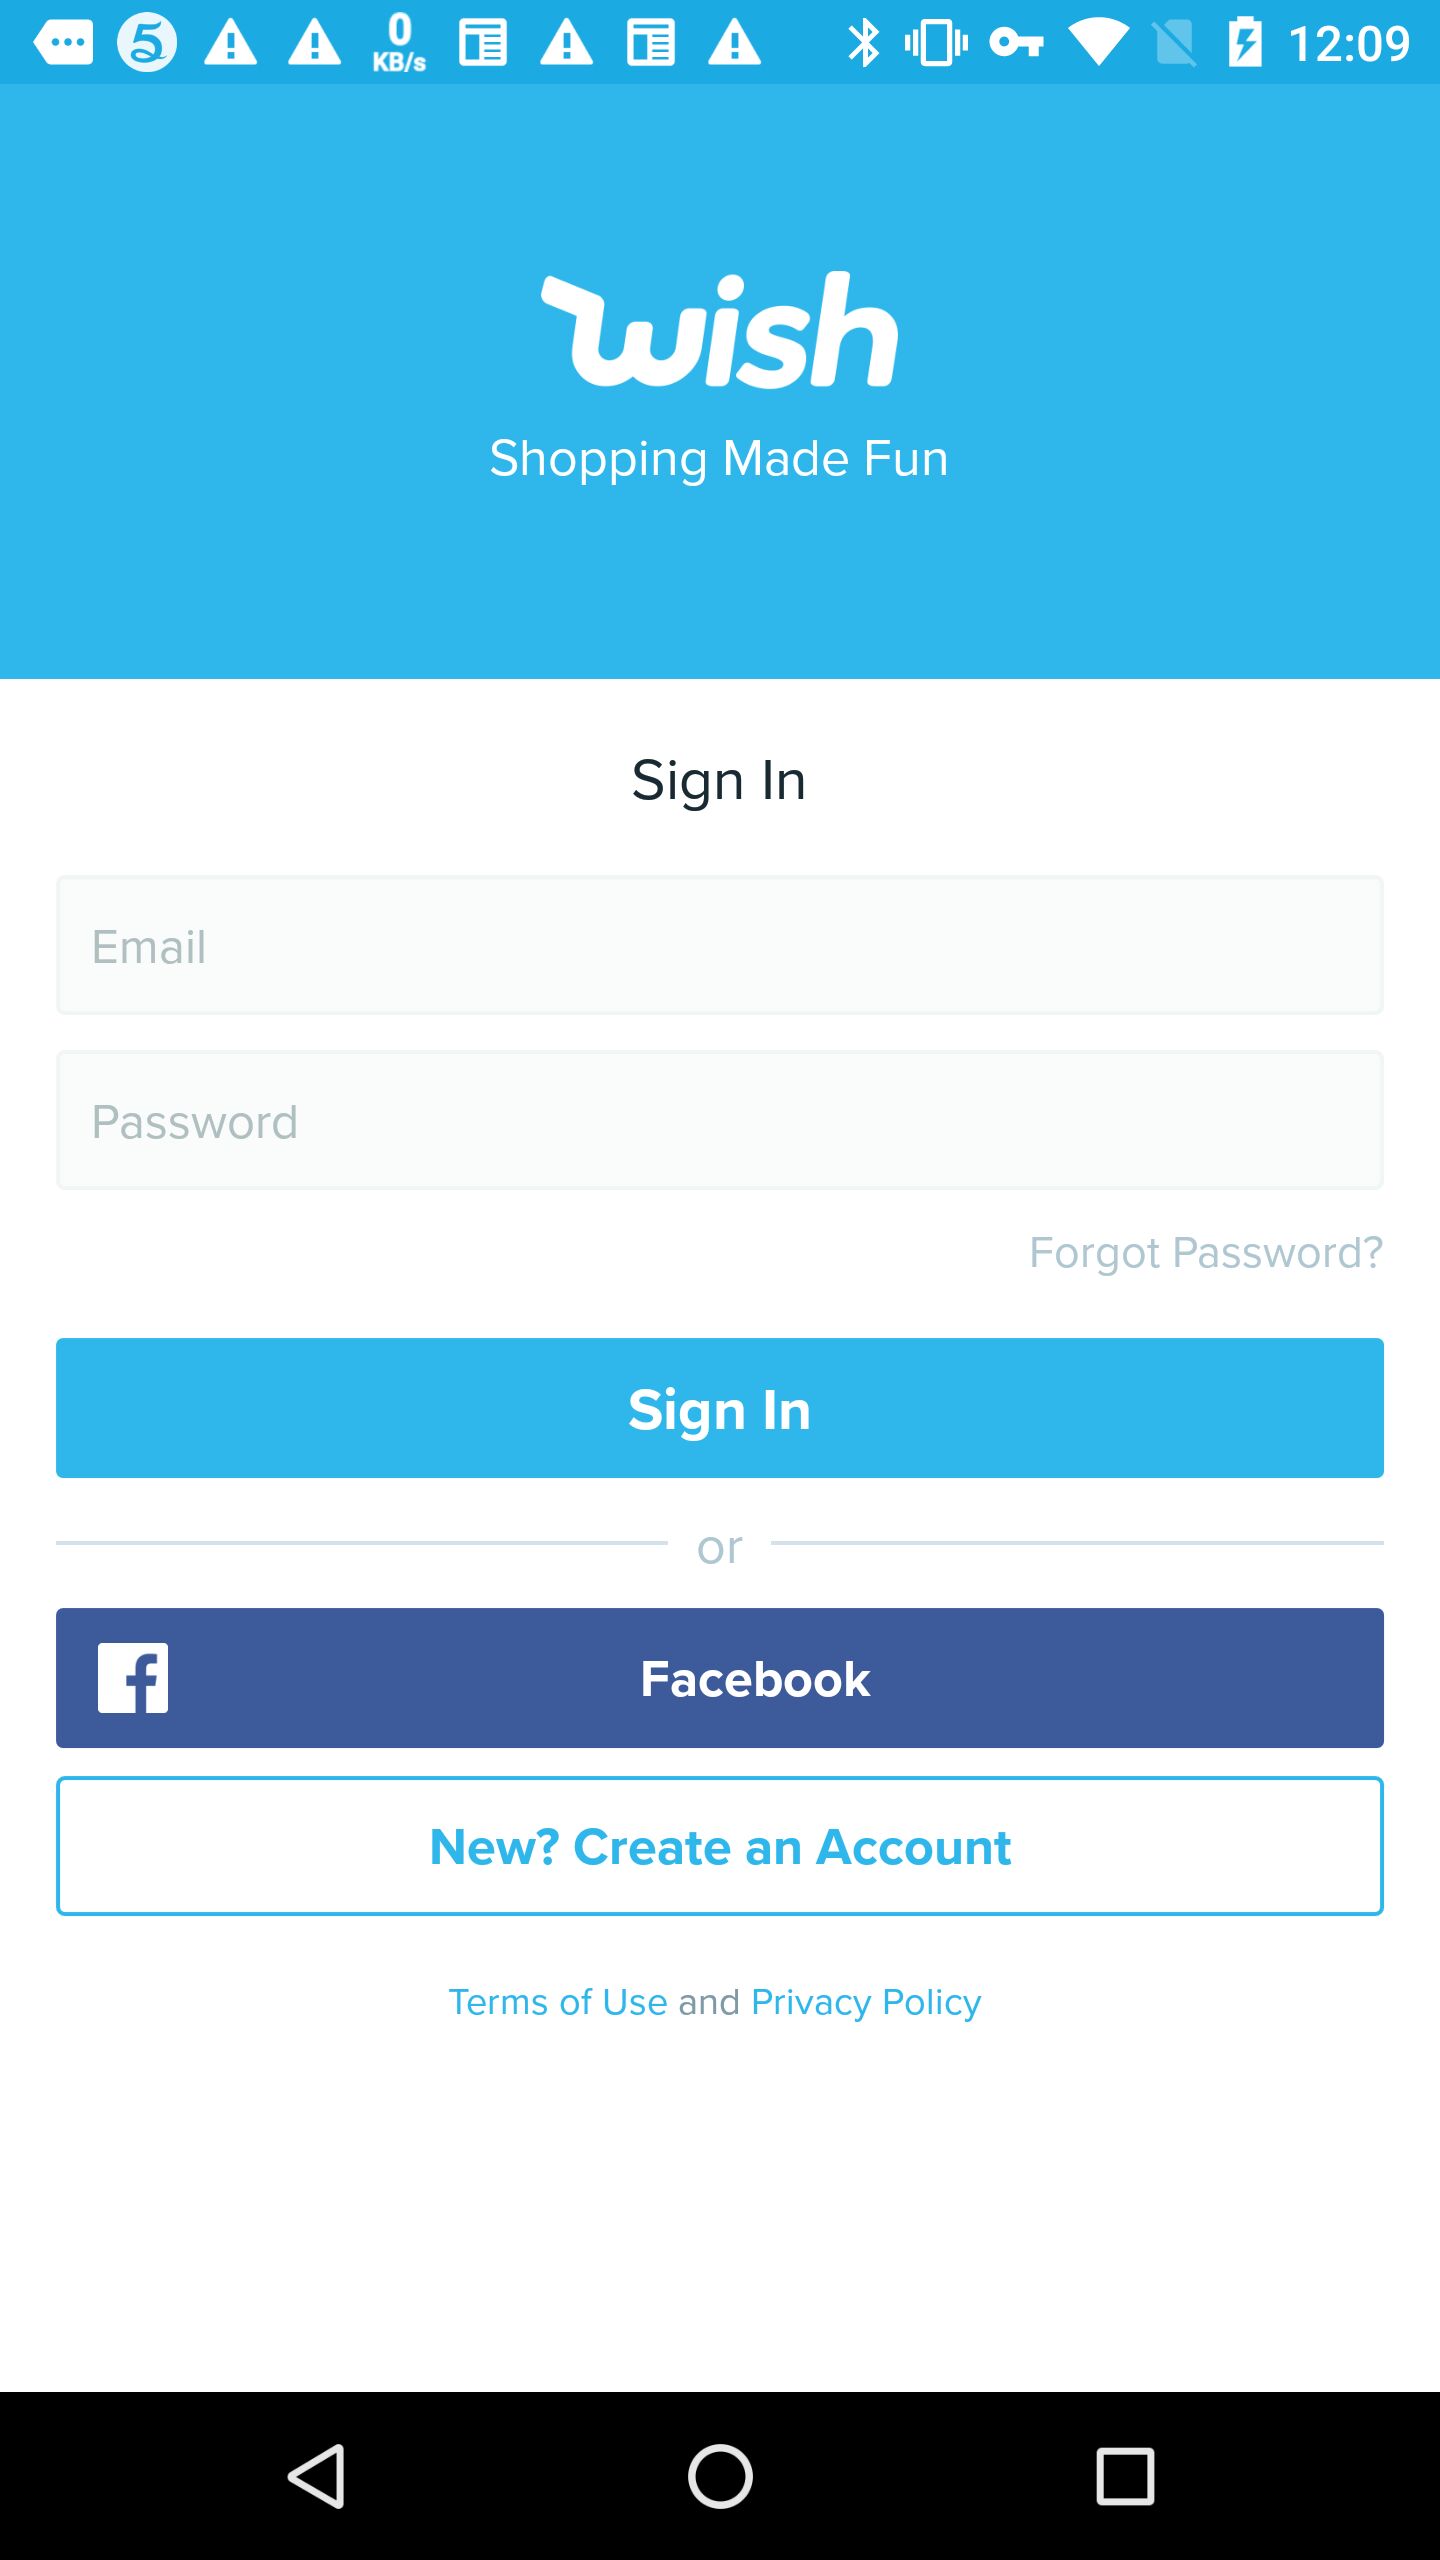 0
KB/s
12:09
wish
Shopping Made Fun
Sign In
Email
Password
Forgot Password?
Sign In
or
Facebook
New? Create an Account
Terms of Use and Privacy Policy